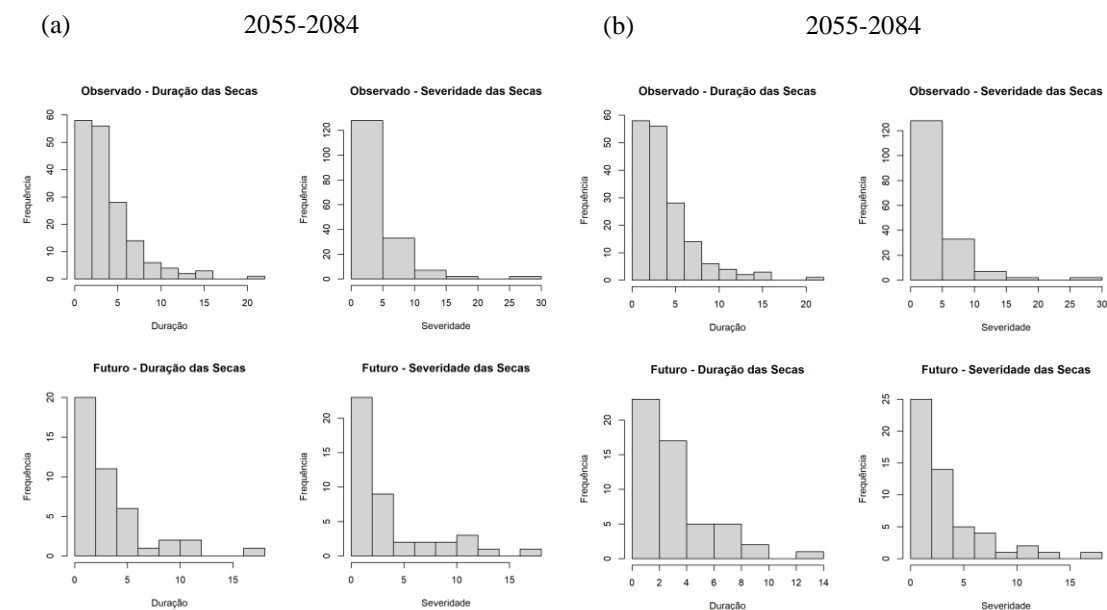 (a) 2055-2084 (b) 2055-2084
Observado - Duração das Secas
Frequência
0 10 20 30 40 50 60
0 5 10 15 20
Duração
Observado - Severidade das Secas
Frequência
0 20 40 60 80 100 120
0 5 10 15 20 25 30
Severidade
Observado - Duração das Secas
Frequência
0 10 20 30 40 50 60
0 5 10 15 20
Duração
Observado - Severidade das Secas
Frequência
0 20 40 60 80 100 120
0 5 10 15 20 25 30
Severidade
Futuro - Duração das Secas
Frequência
0 5 10 15 20
0 5 10 15
Duração
Futuro - Severidade das Secas
Frequência
0 5 10 15 20
0 5 10 15
Severidade
Futuro - Duração das Secas
Frequência
0 5 10 15 20
0 2 4 6 8 10 12 14
Duração
Futuro - Severidade das Secas
Frequência
0 5 10 15 20 25
0 5 10 15
Severidade